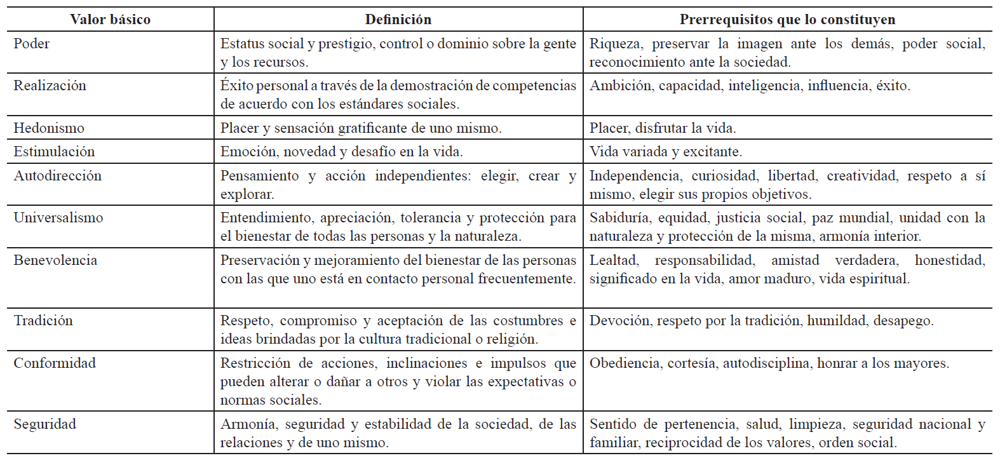 Valor básico
Definición
Prerrequisitos que lo constituyen
Poder
Estatus social y prestigio, control o dominio sobre la gente
y los recursos.
Riqueza, preservar la imagen ante los demás, poder social,
reconocimiento ante la sociedad.
Realización
Éxito personal a través de la demostración de competencias
de acuerdo con los estándares sociales.
Ambición, capacidad, inteligencia, influencia, éxito.
Hedonismo
Placer y sensación gratificante de uno mismo.
Placer, disfrutar la vida.
Estimulación
Emoción, novedad y desafío en la vida.
Vida variada y excitante.
Autodirección
Pensamiento y acción independientes: elegir, crear y
explorar.
Independencia, curiosidad, libertad, creatividad, respeto a sí
mismo, elegir sus propios objetivos.
Universalismo
Entendimiento, apreciación, tolerancia y protección para
el bienestar de todas las personas y la naturaleza.
Sabiduría, equidad, justicia social, paz mundial, unidad con la
naturaleza y protección de la misma, armonía interior.
Benevolencia
Preservación y mejoramiento del bienestar de las personas
con las que uno está en contacto personal frecuentemente.
Lealtad, responsabilidad, amistad verdadera, honestidad,
significado en la vida, amor maduro, vida espiritual.
Tradición
Respeto, compromiso y aceptación de las costumbres e
ideas brindadas por la cultura tradicional o religión.
Devoción, respeto por la tradición, humildad, desapego.
Conformidad
Restricción de acciones, inclinaciones e impulsos que
pueden alterar o dañar a otros y violar las expectativas o
normas sociales.
Obediencia, cortesía, autodisciplina, honrar a los mayores.
Seguridad
Armonía, seguridad y estabilidad de la sociedad, de las
relaciones y de uno mismo.
Sentido de pertenencia, salud, limpieza, seguridad nacional y
familiar, reciprocidad de los valores, orden social.